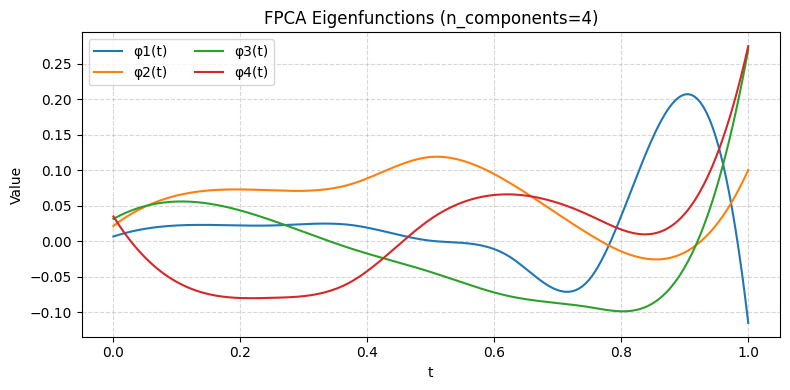 FPCA Eigenfunctions (n_components=4)
φ1(t)
φ2(t)
φ3(t)
φ4(t)
Value
0.25
0.20
0.15
0.10
0.05
0.00
−0.05
−0.10
0.0 0.2 0.4 0.6 0.8 1.0
t